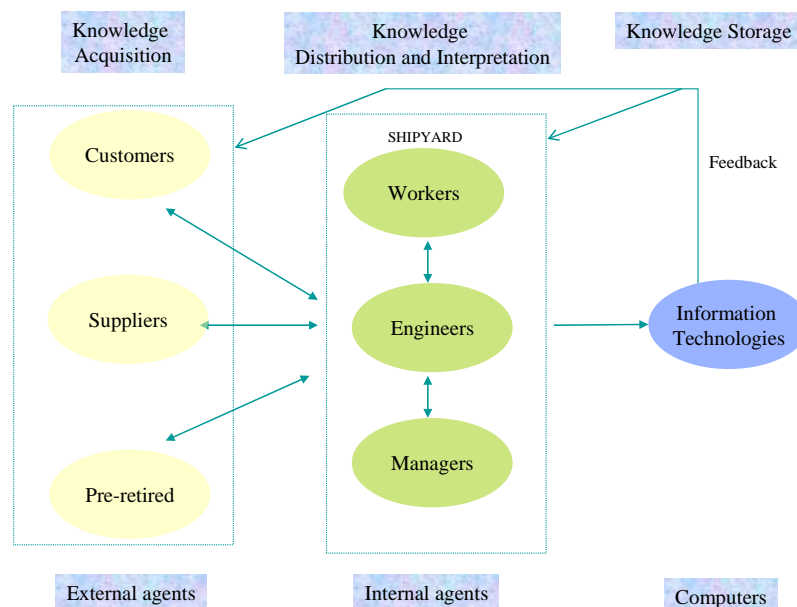 Knowledge
Acquisition
Knowledge
Distribution and Interpretation
Knowledge Storage
SHIPYARD
Customers
Workers
Feedback
Suppliers
Engineers
Information
Technologies
Managers
Pre-retired
External agents
Internal agents
Computers